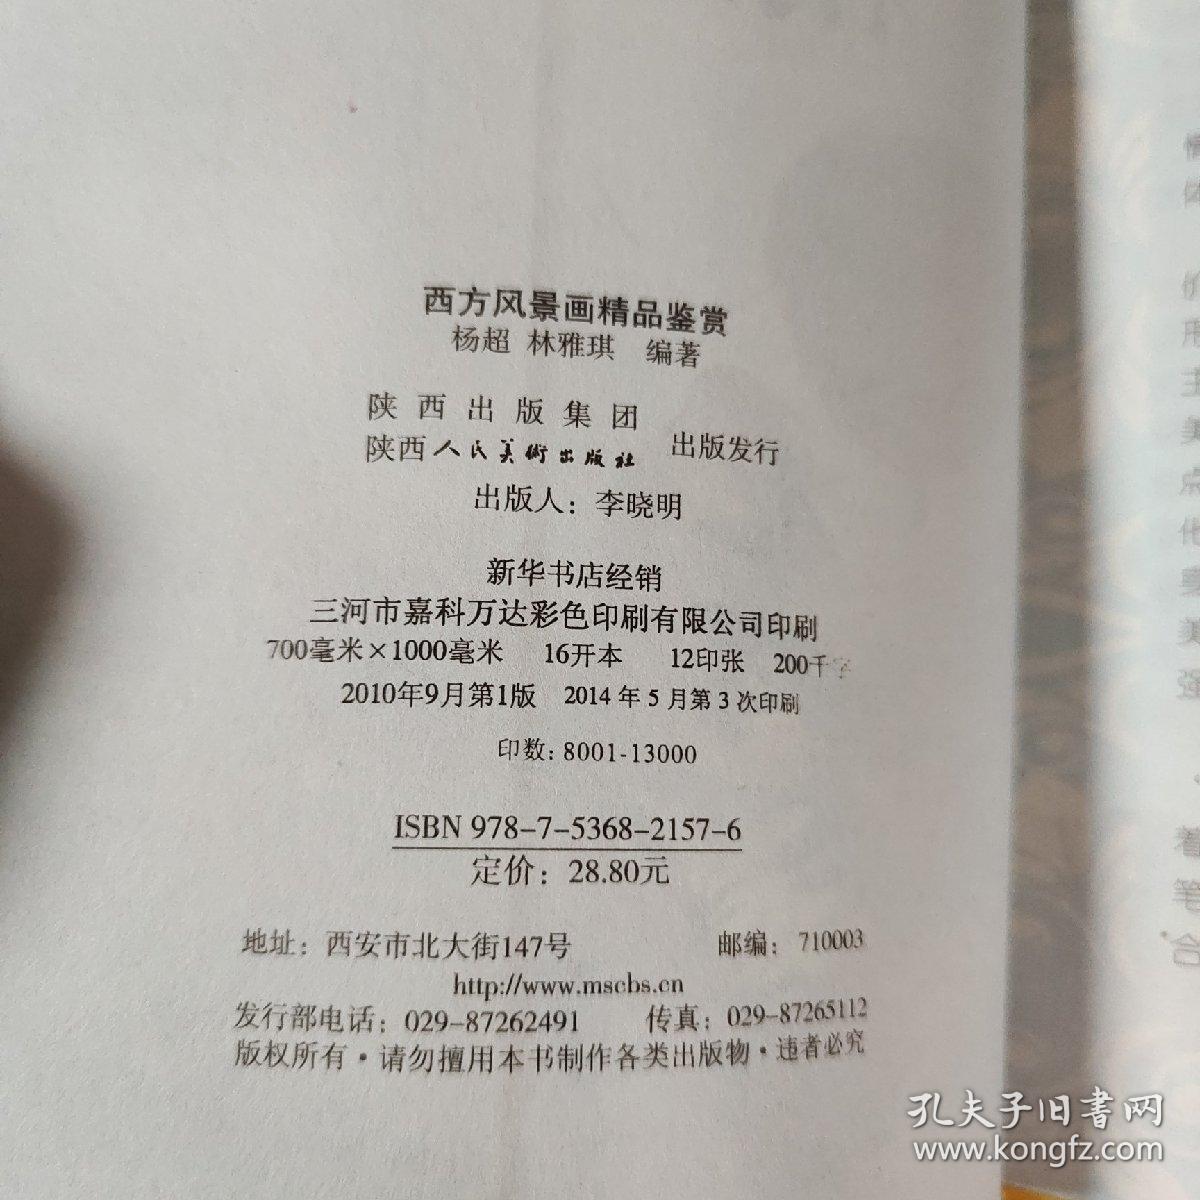 西方风景画精品鉴赏
杨超 林雅琪 编著
陕西出版集团
陕西人民美術出版社 出版发行
出版人：李晓明
新华书店经销
三河市嘉科万达彩色印刷有限公司印刷
700毫米×1000毫米 16开本 12印张 200千字
2010年9月第1版 2014年5月第3次印刷
印数：8001-13000
ISBN 978-7-5368-2157-6
定价：28.80元
地址：西安市北大街147号 邮编：710003
http://www.mscbs.cn
发行部电话：029-87262491 传真：029-87265112
版权所有·请勿擅用本书制作各类出版物·违者必究
形
主
美
点
美
强
着
笔
合
孔夫子旧书网
www.kongfz.com